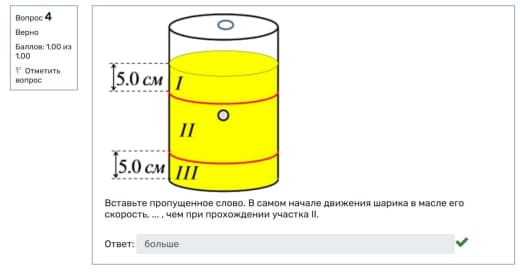 Вопрос 4
Верно
Баллов: 1,00 из
1,00
Отметить
вопрос
5.0 см I
II
5.0 см III
Вставьте пропущенное слово. В самом начале движения шарика в масле его
скорость, ... , чем при прохождении участка II.
Ответ: больше